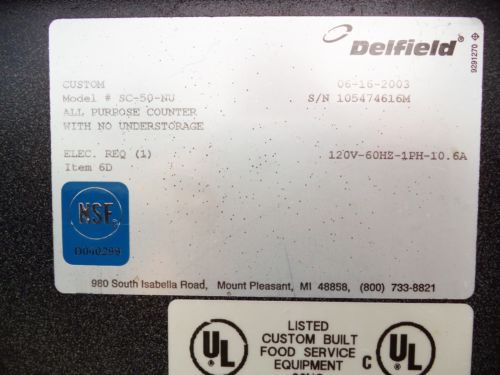 Delfield®
9291270
CUSTOM 06-16-2003
Model # SC-50-NU S/N 105474616M
ALL PURPOSE COUNTER
WITH NO UNDERSTORAGE
ELEC. REQ (1) 120V-60HZ-1PH-10.6A
Item 6D
NSF.
D040299
980 South Isabella Road, Mount Pleasant, MI 48858, (800) 733-8821
UL LISTED C UL
CUSTOM BUILT
FOOD SERVICE
EQUIPMENT